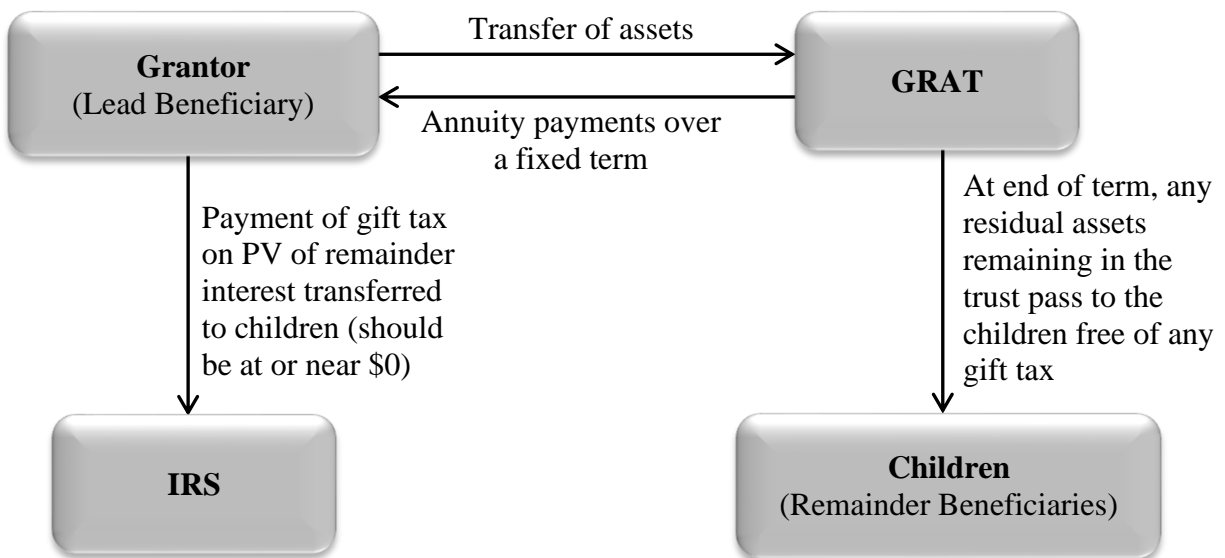 Transfer of assets
Grantor
(Lead Beneficiary)
GRAT
Annuity payments over
a fixed term
Payment of gift tax
on PV of remainder
interest transferred
to children (should
be at or near $0)
At end of term, any
residual assets
remaining in the
trust pass to the
children free of any
gift tax
IRS
Children
(Remainder Beneficiaries)